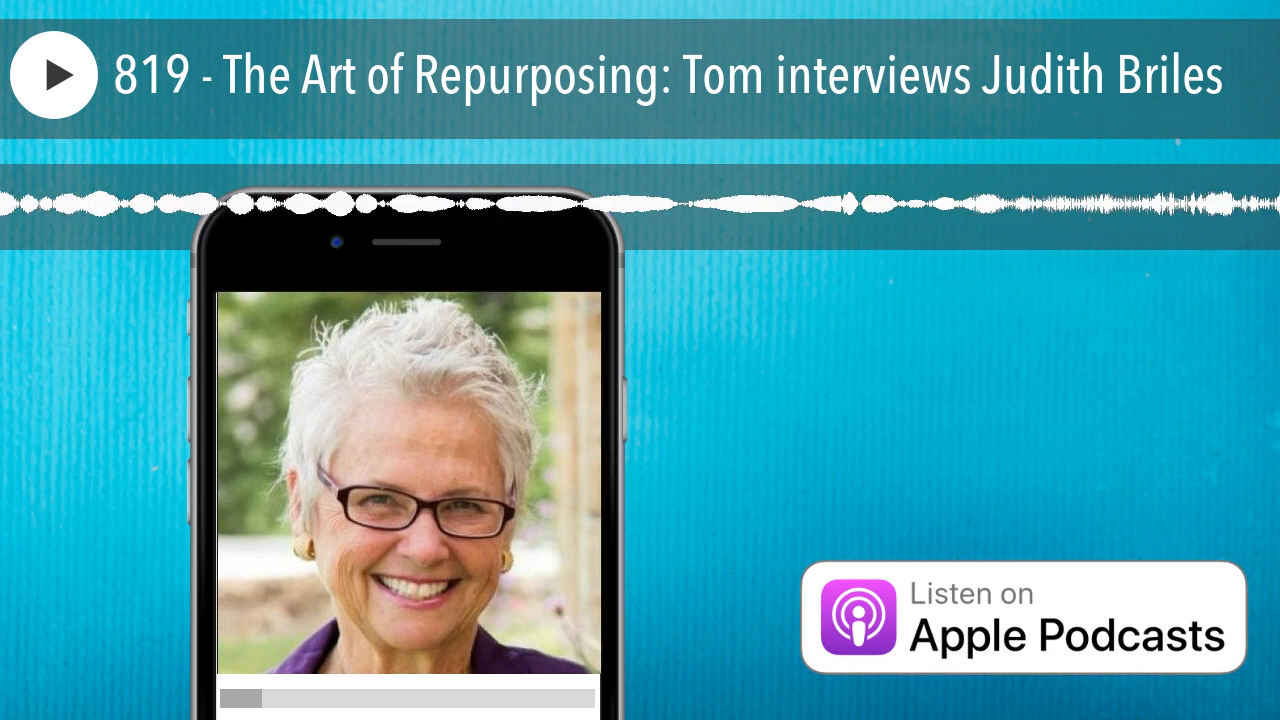 819 - The Art of Repurposing: Tom interviews Judith Briles
Listen on
Apple Podcasts